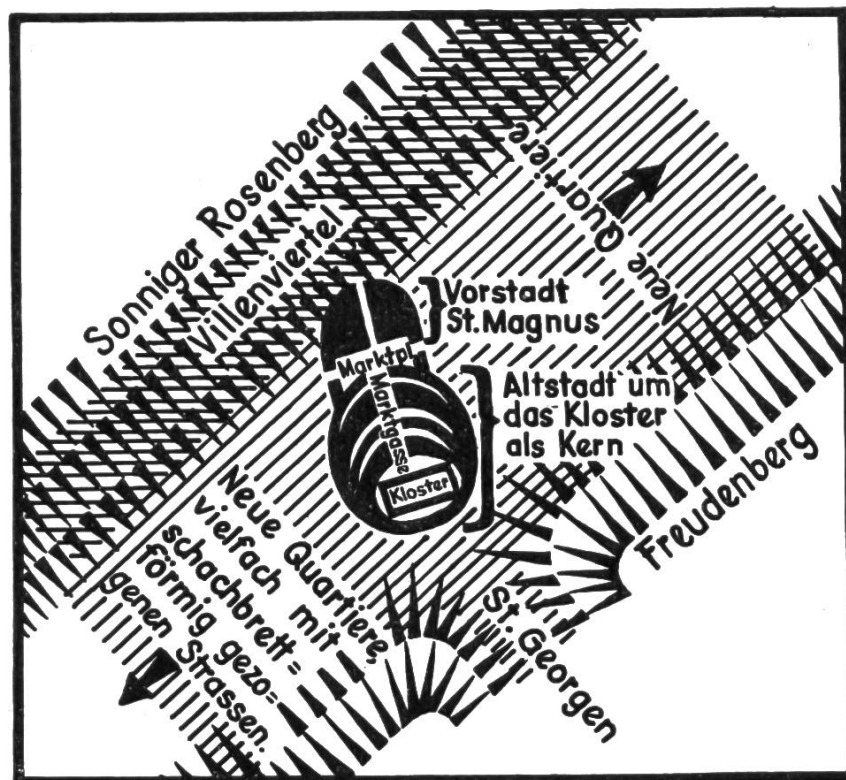 Sonniger Rosenberg
Villenviertel
Neue Quartiere
Vorstadt
St. Magnus
Marktpl.
Marktgasse
Kloster
Altstadt um
das Kloster
als Kern
Freudenberg
St. Georgen
Neue Quartiere,
vielfach mit
schachbrett=
förmig gezo=
genen Strassen.